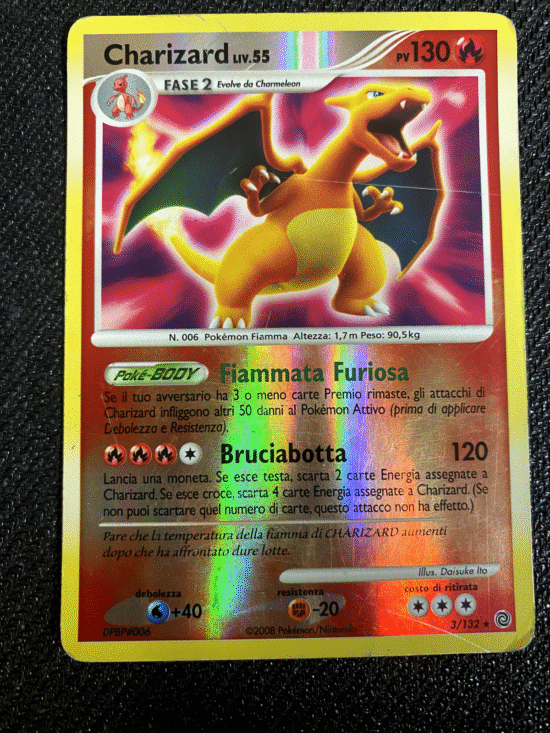 Charizard LIV.55 PV 130
FASE 2 Evolve da Charmeleon
N. 006 Pokémon Fiamma Altezza: 1,7 m Peso: 90,5 kg
Poké-BODY Fiammata Furiosa
Se il tuo avversario ha 3 o meno carte Premio rimaste, gli attacchi di
Charizard infliggono altri 50 danni al Pokémon Attivo (prima di applicare
Debolezza e Resistenza).
Bruciabotta 120
Lancia una moneta. Se esce testa, scarta 2 carte Energia assegnate a
Charizard. Se esce croce, scarta 4 carte Energia assegnate a Charizard. (Se
non puoi scartare quel numero di carte, questo attacco non ha effetto.)
Pare che la temperatura della fiamma di CHARIZARD aumenti
dopo che ha affrontato dure lotte.
Illus. Daisuke Ito
debolezza resistenza costo di ritirata
+40 -20
DPBP#006 ©2008 Pokémon/Nintendo 3/132 ★